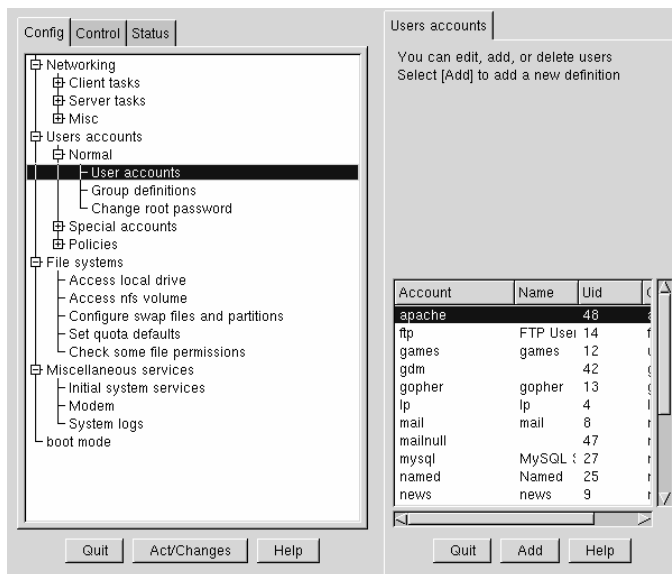 Config Control Status
Networking
Client tasks
Server tasks
Misc
Users accounts
Normal
User accounts
Group definitions
Change root password
Special accounts
Policies
File systems
Access local drive
Access nfs volume
Configure swap files and partitions
Set quota defaults
Check some file permissions
Miscellaneous services
Initial system services
Modem
System logs
boot mode
Quit Act/Changes Help
Users accounts
You can edit, add, or delete users
Select [Add] to add a new definition
Account Name Uid
apache 48
ftp FTP User 14
games games 12
gdm 42
gopher gopher 13
lp lp 4
mail mail 8
mailnull 47
mysql MySQL 27
named Named 25
news news 9
Quit Add Help